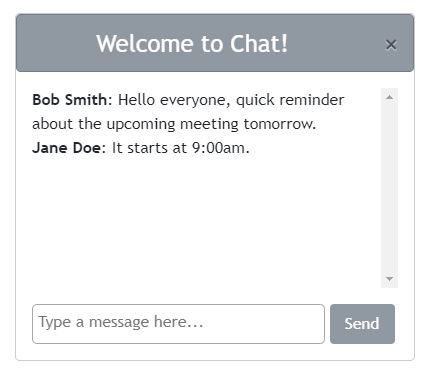 Welcome to Chat!
×
Bob Smith: Hello everyone, quick reminder
about the upcoming meeting tomorrow.
Jane Doe: It starts at 9:00am.
Type a message here...
Send